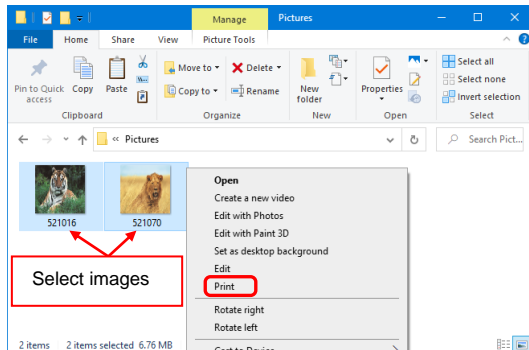 Manage Pictures
File Home Share View Picture Tools
Pin to Quick access
Copy
Paste
Move to
Copy to
Delete
Rename
New folder
Properties
Select all
Select none
Invert selection
Clipboard Organize New Open Select
« Pictures
Search Pict...
521016 521070
Select images
Open
Create a new video
Edit with Photos
Edit with Paint 3D
Set as desktop background
Edit
Print
Rotate right
Rotate left
Cast to Device
2 items 2 items selected 6.76 MB